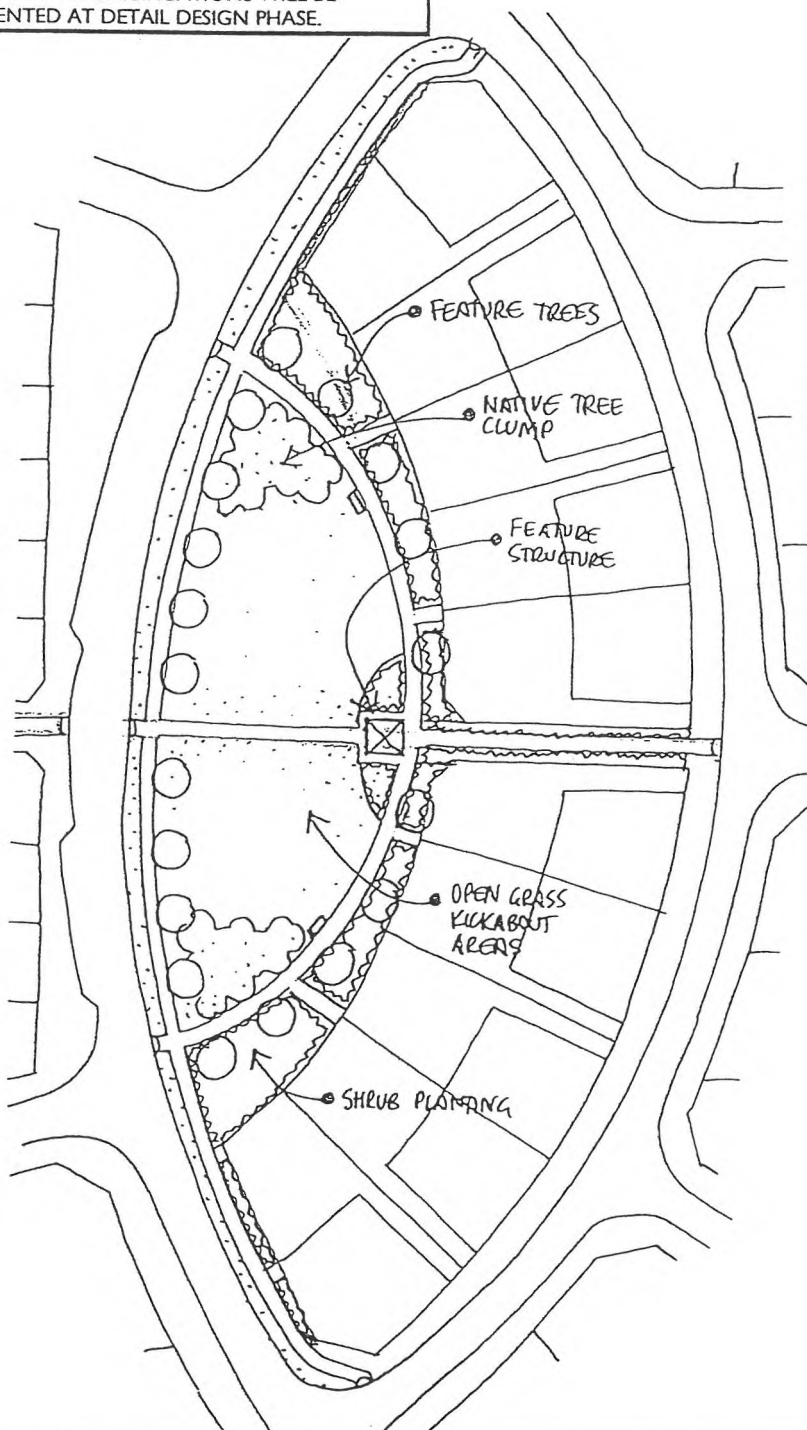 ENTED AT DETAIL DESIGN PHASE.
FEATURE TREES
NATIVE TREE
CLUMP
FEATURE
STRUCTURE
OPEN GRASS
KICKABOUT
AREAS
SHRUB PLANTING